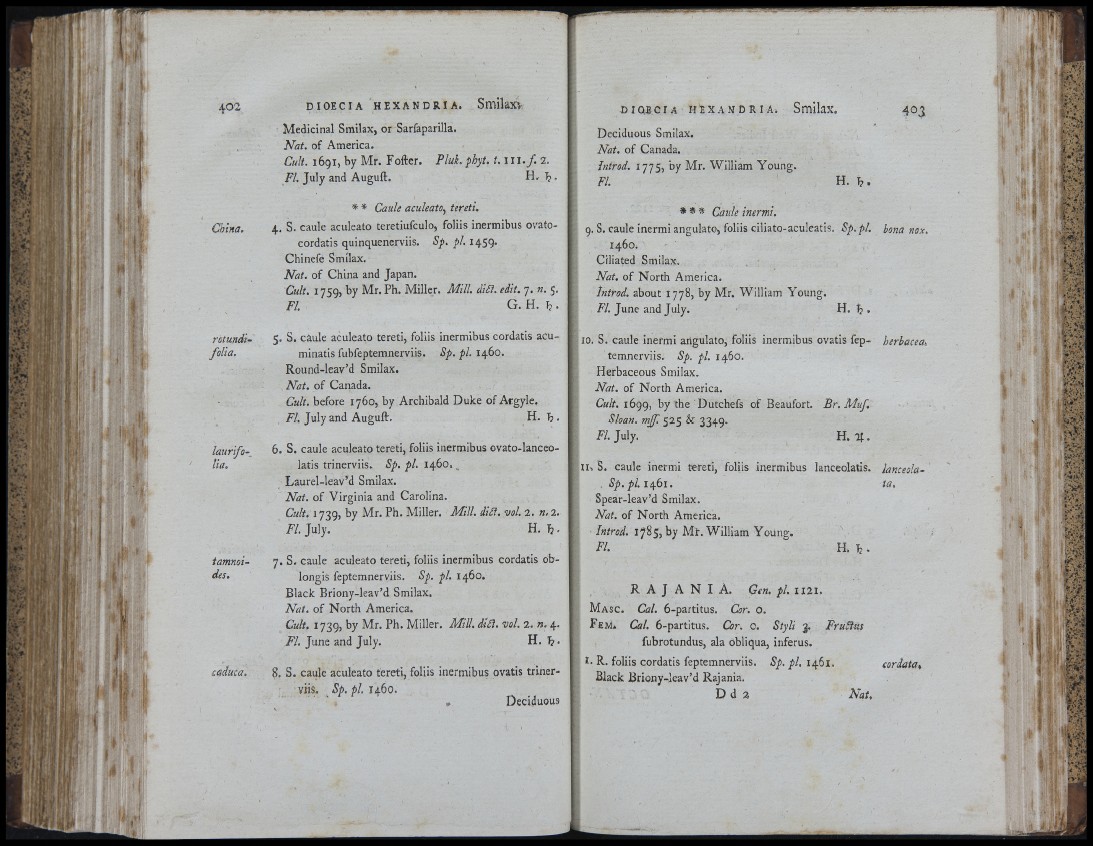 402 DIOECIA HEXANDRIA. Smilax.
Medicinal Smilax, or Sarſaparilla.
Nat. of America.
Cult. 1691, by Mr. Foſter. Pluk. phyt. t. 111. f. 2.
Fl. July and Auguſt. H. ♄.
** Caule aculeato, tereti.
China. 4. S. caule aculeato teretiuſculo, foliis inermibus ovato-
cordatis quinquenerviis. Sp. pl. 1459.
Chineſe Smilax.
Nat. of China and Japan.
Cult. 1759, by Mr. Ph. Miller. Mill. dict. edit. 7. n. 5.
Fl. G. H. ♄.
rotundi- 5. S. caule aculeato tereti, foliis inermibus cordatis acu-
folia. minatis ſubſeptemnerviis. Sp. pl. 1460.
Round-leav'd Smilax.
Nat. of Canada.
Cult. before 1760, by Archibald Duke of Argyle.
Fl. July and Auguſt. H. ♄.
laurifo- 6. S. caule aculeato tereti, foliis inermibus ovato-lanceo-
lia. latis trinerviis. Sp. pl. 1460.
Laurel-leav'd Smilax.
Nat. of Virginia and Carolina.
Cult. 1739, by Mr. Ph. Miller. Mill. dict. vol. 2. n. 2.
Fl. July. H. ♄.
tamnoi- 7. S. caule aculeato tereti, foliis inermibus cordatis ob-
des. longis ſeptemnerviis. Sp. pl. 1460.
Black Briony-leav'd Smilax.
Nat. of North America.
Cult. 1739, by Mr. Ph. Miller. Mill. dict. vol. 2. n. 4.
Fl. June and July. H. ♄.
caduca. 8. S. caule aculeato tereti, foliis inermibus ovatis triner-
viis. Sp. pl. 1460.
Deciduous
DIOECIA HEXANDRIA. Smilax. 403
Deciduous Smilax.
Nat. of Canada.
Introd. 1775, by Mr. William Young.
Fl. H. ♄.
*** Caule inermi.
9. S. caule inermi angulato, foliis ciliato-aculeatis. Sp. pl. bona nox.
1460.
Ciliated Smilax.
Nat. of North America.
Introd. about 1778, by Mr. William Young.
Fl. June and July. H. ♄.
10. S. caule inermi angulato, foliis inermibus ovatis ſep- herbacea.
temnerviis. Sp. pl. 1460.
Herbaceous Smilax.
Nat. of North America.
Cult. 1699, by the Dutcheſs of Beaufort. Br. Muſ.
Sloan. mſſ. 525 & 3349.
Fl. July. H. ♃.
11. S. caule inermi tereti, foliis inermibus lanceolatis. lanceola-
Sp. pl. 1461. ta.
Spear-leav'd Smilax.
Nat. of North America.
Introd. 1785, by Mr. William Young.
Fl. H. ♄.
RAJANIA. Gen. pl. 1121.
MASC. Cal. 6-partitus. Cor. 0.
FEM. Cal. 6-partitus. Cor. 0. Styli 3. Fructus
ſubrotundus, ala obliqua, inferus.
1. R. foliis cordatis ſeptemnerviis. Sp. pl. 1461. cordata.
Black Briony-leav'd Rajania.
D d 2 Nat.